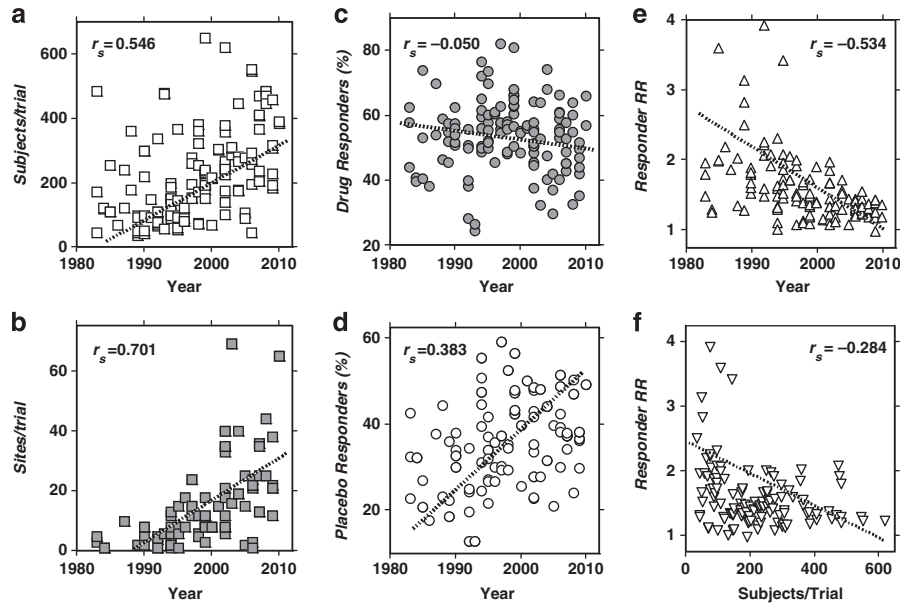 a
r_s = 0.546
Subjects/trial
600
400
200
0
1980 1990 2000 2010
Year
b
r_s =0.701
Sites/trial
60
40
20
0
1980 1990 2000 2010
Year
c
r_s = −0.050
Drug Responders (%)
80
60
40
20
1980 1990 2000 2010
Year
d
r_s =0.383
Placebo Responders (%)
60
40
20
1980 1990 2000 2010
Year
e
r_s = −0.534
Responder RR
4
3
2
1
1980 1990 2000 2010
Year
f
r_s = −0.284
Responder RR
4
3
2
1
0 200 400 600
Subjects/Trial